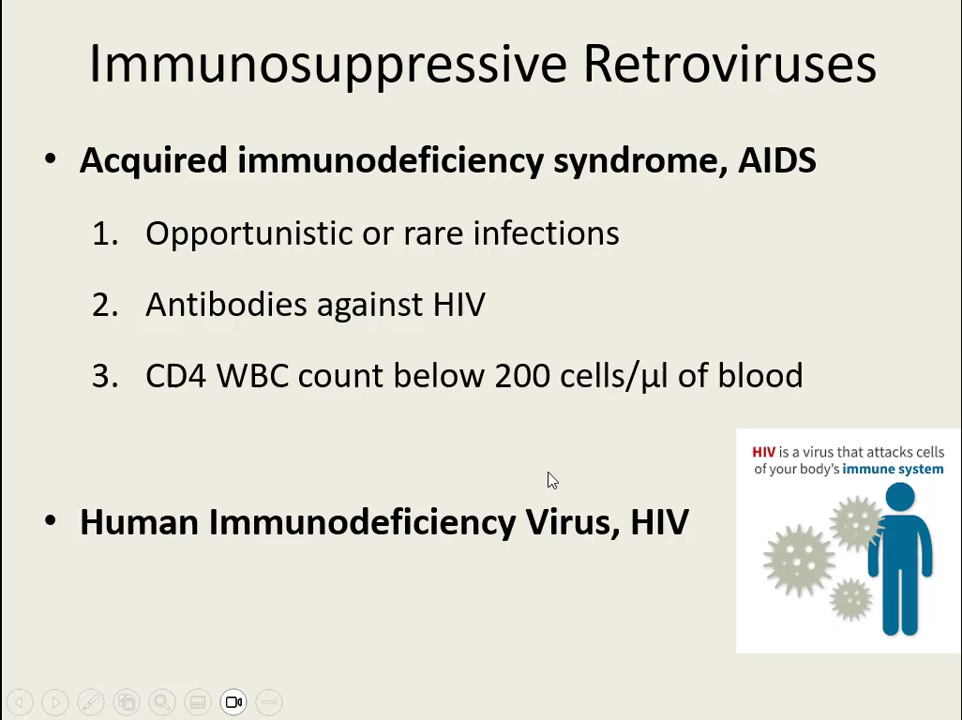 Immunosuppressive Retroviruses
• Acquired immunodeficiency syndrome, AIDS
1. Opportunistic or rare infections
2. Antibodies against HIV
3. CD4 WBC count below 200 cells/µl of blood
• Human Immunodeficiency Virus, HIV
HIV is a virus that attacks cells
of your body's immune system